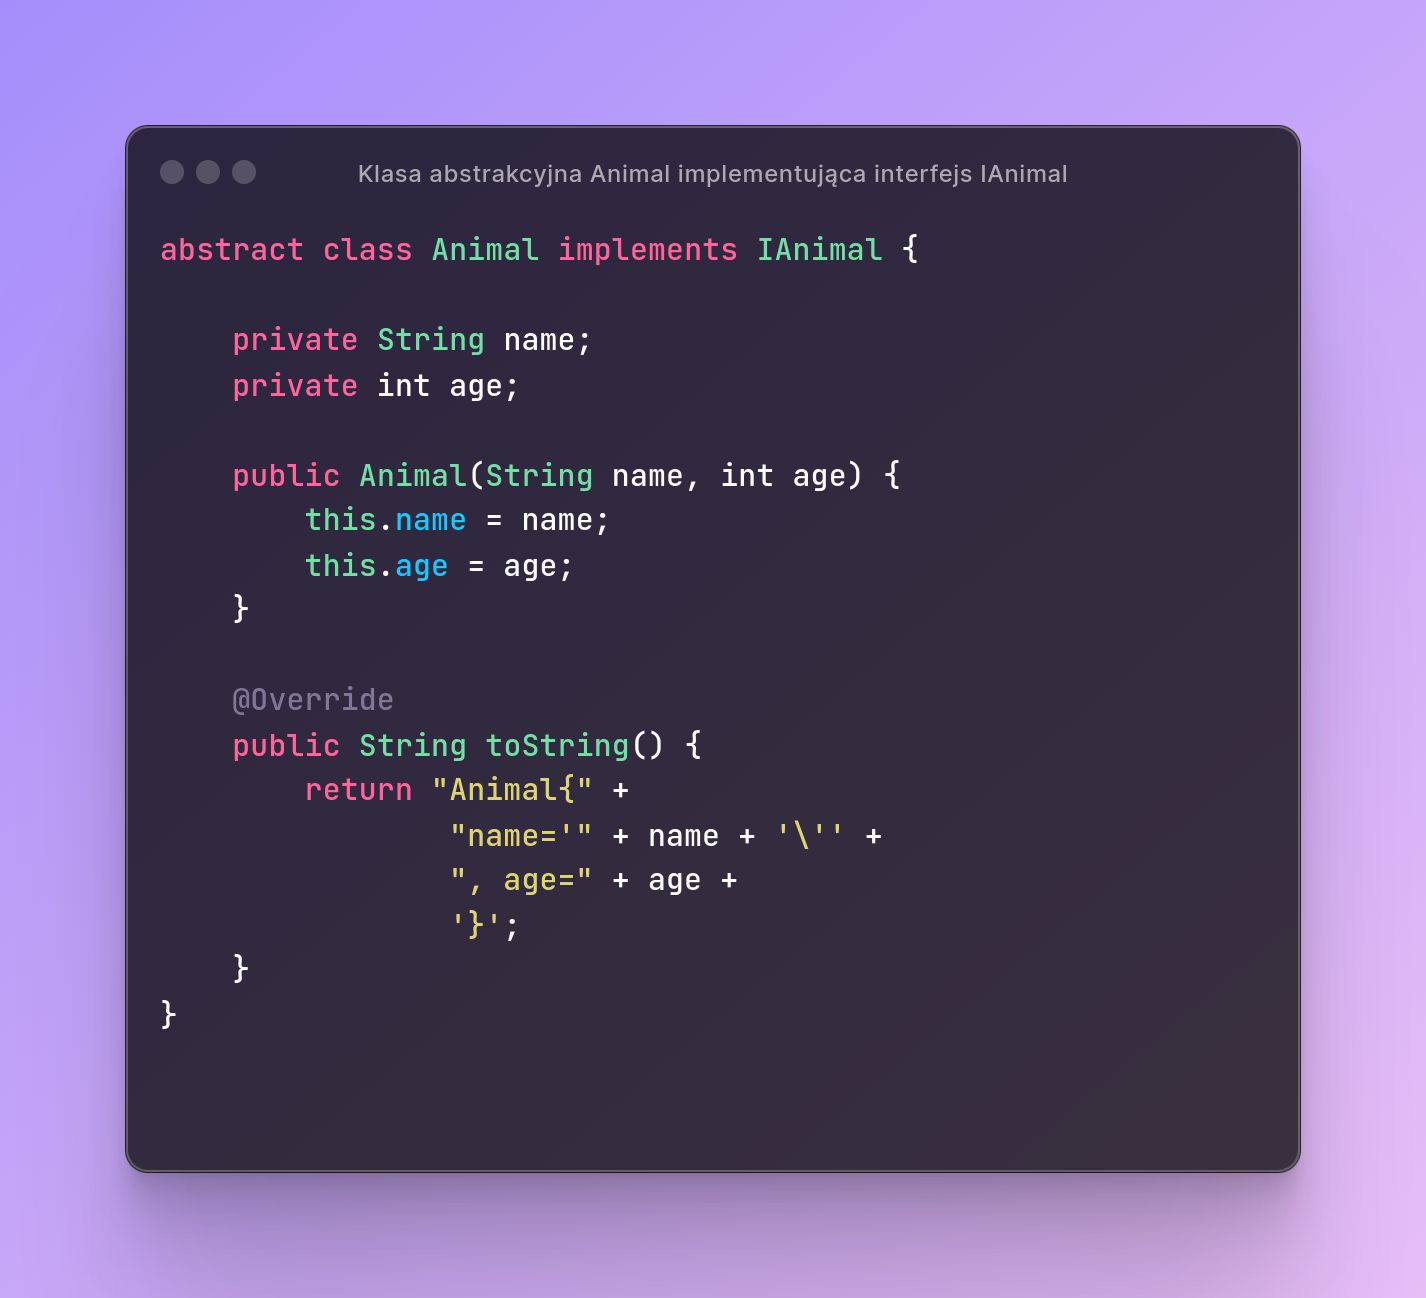 Klasa abstrakcyjna Animal implementująca interfejs IAnimal
abstract class Animal implements IAnimal {
    private String name;
    private int age;
    public Animal(String name, int age) {
        this.name = name;
        this.age = age;
    }
    @Override
    public String toString() {
        return "Animal{" +
                "name='" + name + '\'' +
                ", age=" + age +
                '}';
    }
}